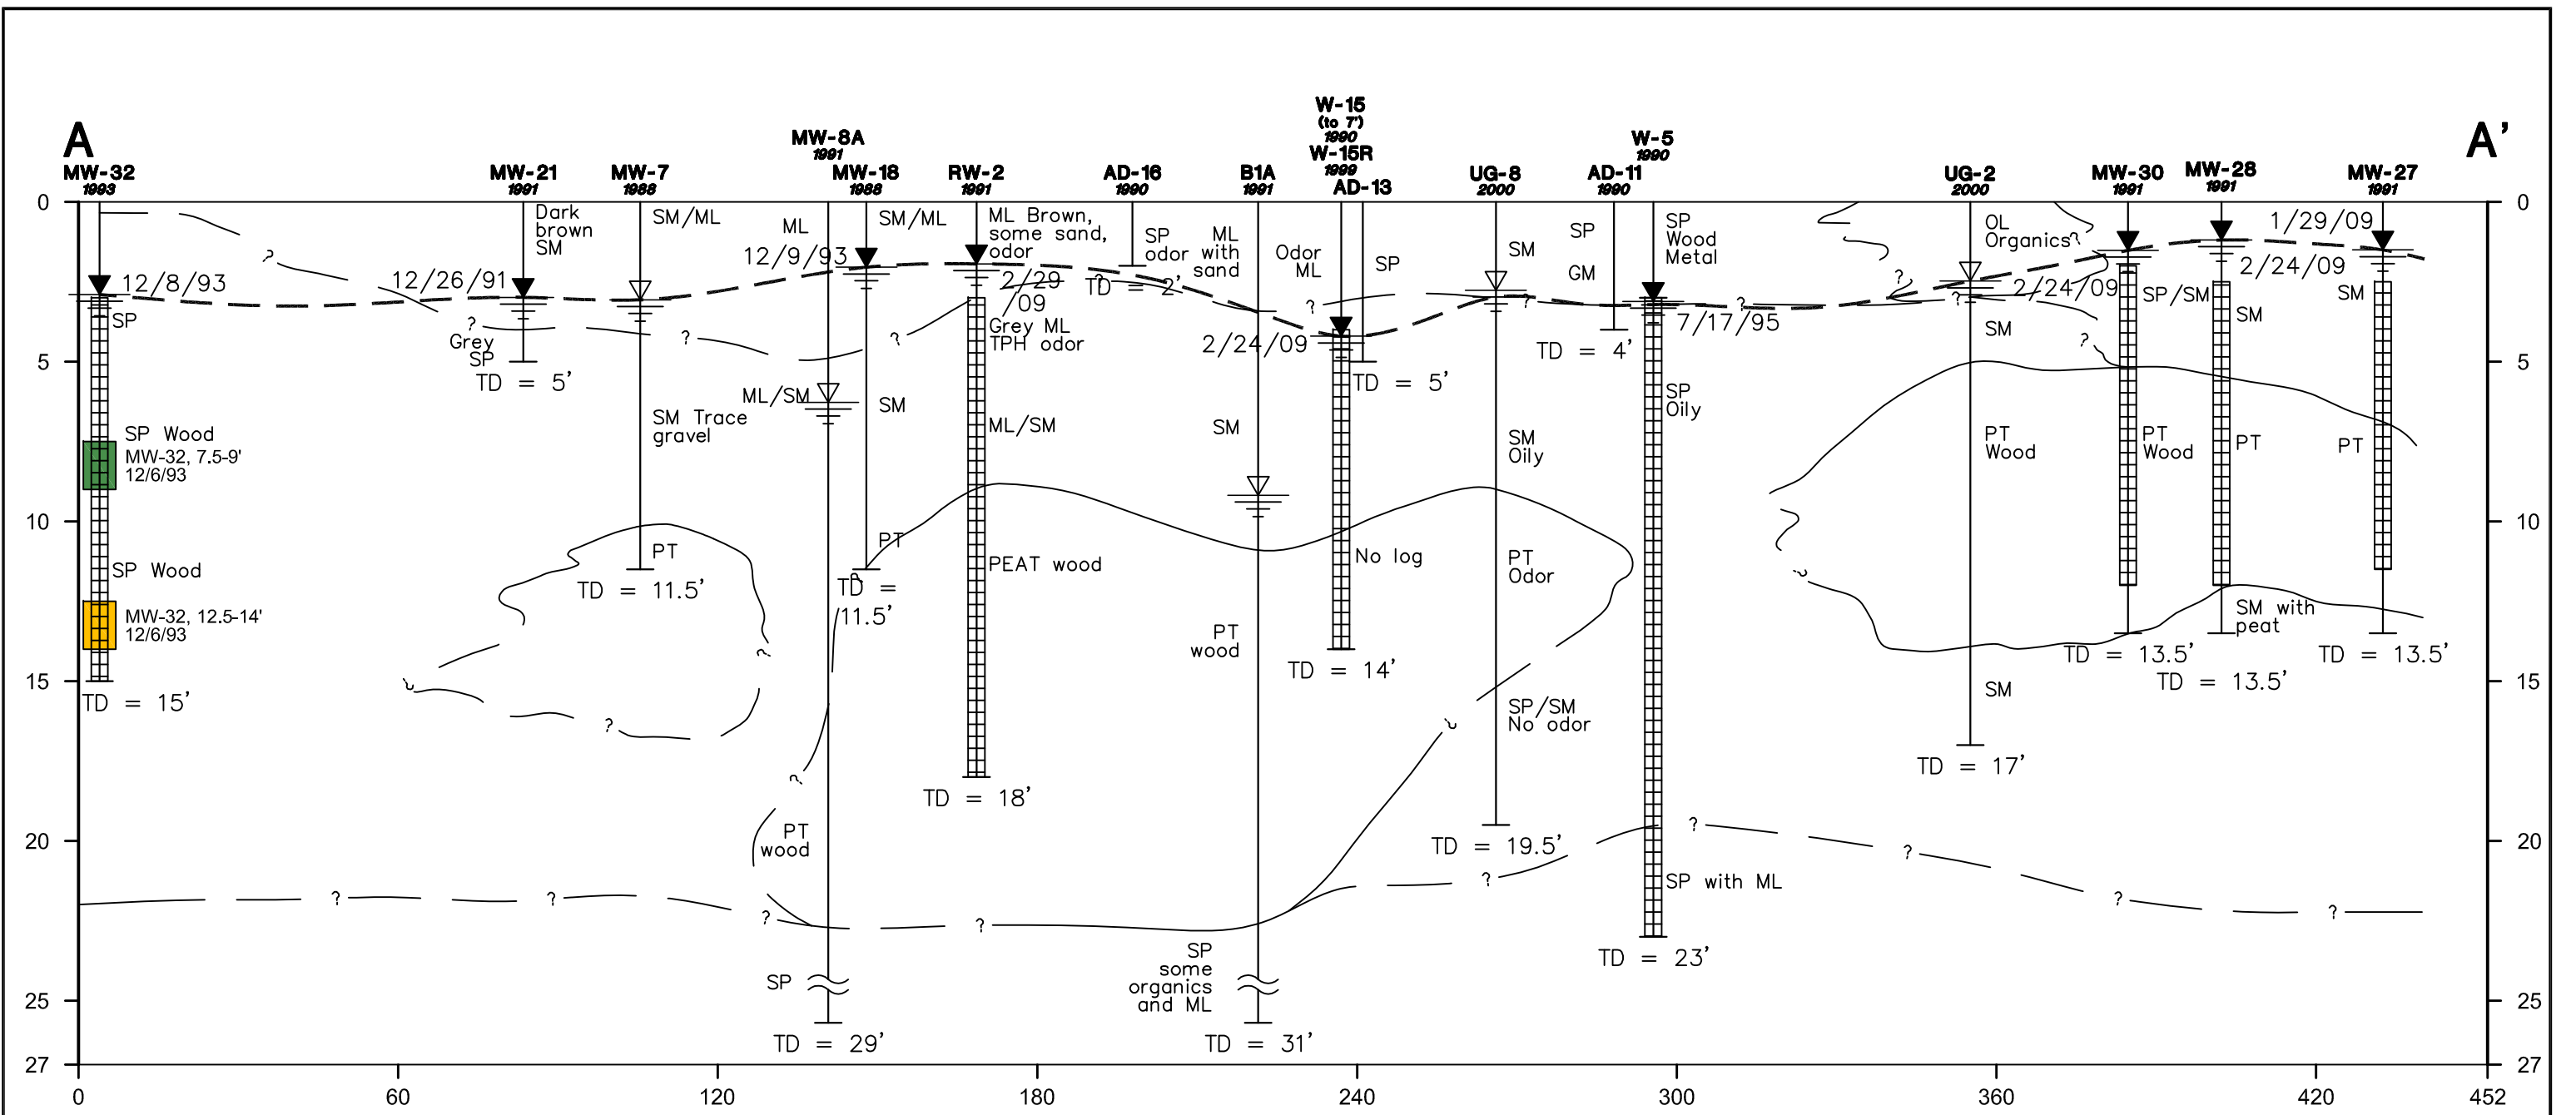 A
A'
W-15
(to 7')
1990
W-15R
1999
AD-13
MW-8A
1991
W-5
1990
MW-32
1993
MW-21
1991
MW-7
1988
MW-18
1988
RW-2
1991
AD-16
1990
B1A
1991
UG-8
2000
AD-11
1990
UG-2
2000
MW-30
1991
MW-28
1991
MW-27
1991
0
5
10
15
20
25
27
0
5
10
15
20
25
27
12/8/93
SP
SP Wood
MW-32, 7.5-9'
12/6/93
SP Wood
MW-32, 12.5-14'
12/6/93
TD = 15'
?
Dark
brown
SM
12/26/91
?
Grey
SP
TD = 5'
SM/ML
?
SM Trace
gravel
PT
TD = 11.5'
?
?
?
ML
ML/SM
?
PT
wood
SP
TD = 29'
12/9/93
SM/ML
SM
PT
?
TD =
11.5'
?
ML Brown,
some sand,
odor
2/29
/09
Grey ML
TPH odor
ML/SM
PEAT wood
TD = 18'
SP
odor
?
TD = 2'
ML
with
sand
SM
PT
wood
SP
some
organics
and ML
TD = 31'
Odor
ML
?
2/24/09
No log
TD = 14'
SP
TD = 5'
SM
?
SM
Oily
PT
Odor
?
SP/SM
No odor
TD = 19.5'
SP
GM
TD = 4'
SP
Wood
Metal
?
7/17/95
SP
Oily
SP with ML
TD = 23'
OL
Organics
?
?
?
2/24/09
SM
?
PT
Wood
?
SM
TD = 17'
SP/SM
PT
Wood
TD = 13.5'
2/24/09
SM
PT
SM with
peat
TD = 13.5'
1/29/09
SM
PT
TD = 13.5'
?
?
?
?
?
?
?
?
?
0
60
120
180
240
300
360
420
452